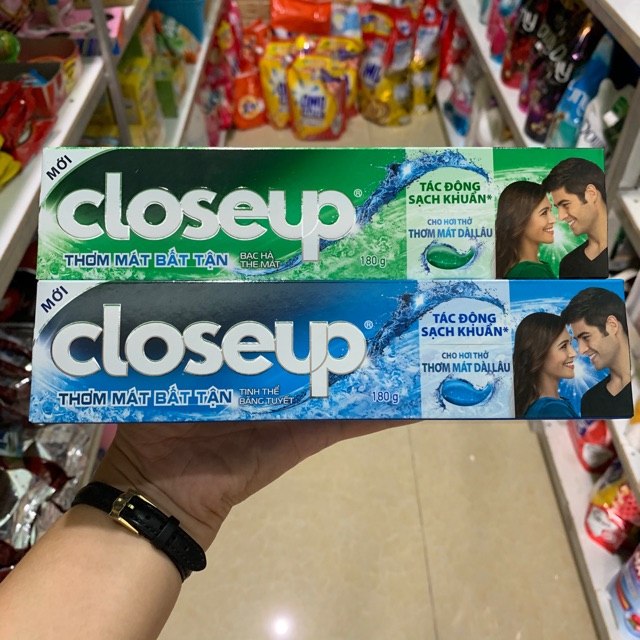 MỚI
closeup®
THƠM MÁT BẤT TẬN
BẠC HÀ
THE MÁT
180 g
TÁC ĐỘNG
SẠCH KHUẨN*
CHO HƠI THỞ
THƠM MÁT DÀI LÂU
MỚI
closeup®
THƠM MÁT BẤT TẬN
TINH THỂ
BĂNG TUYẾT
180 g
TÁC ĐỘNG
SẠCH KHUẨN*
CHO HƠI THỞ
THƠM MÁT DÀI LÂU